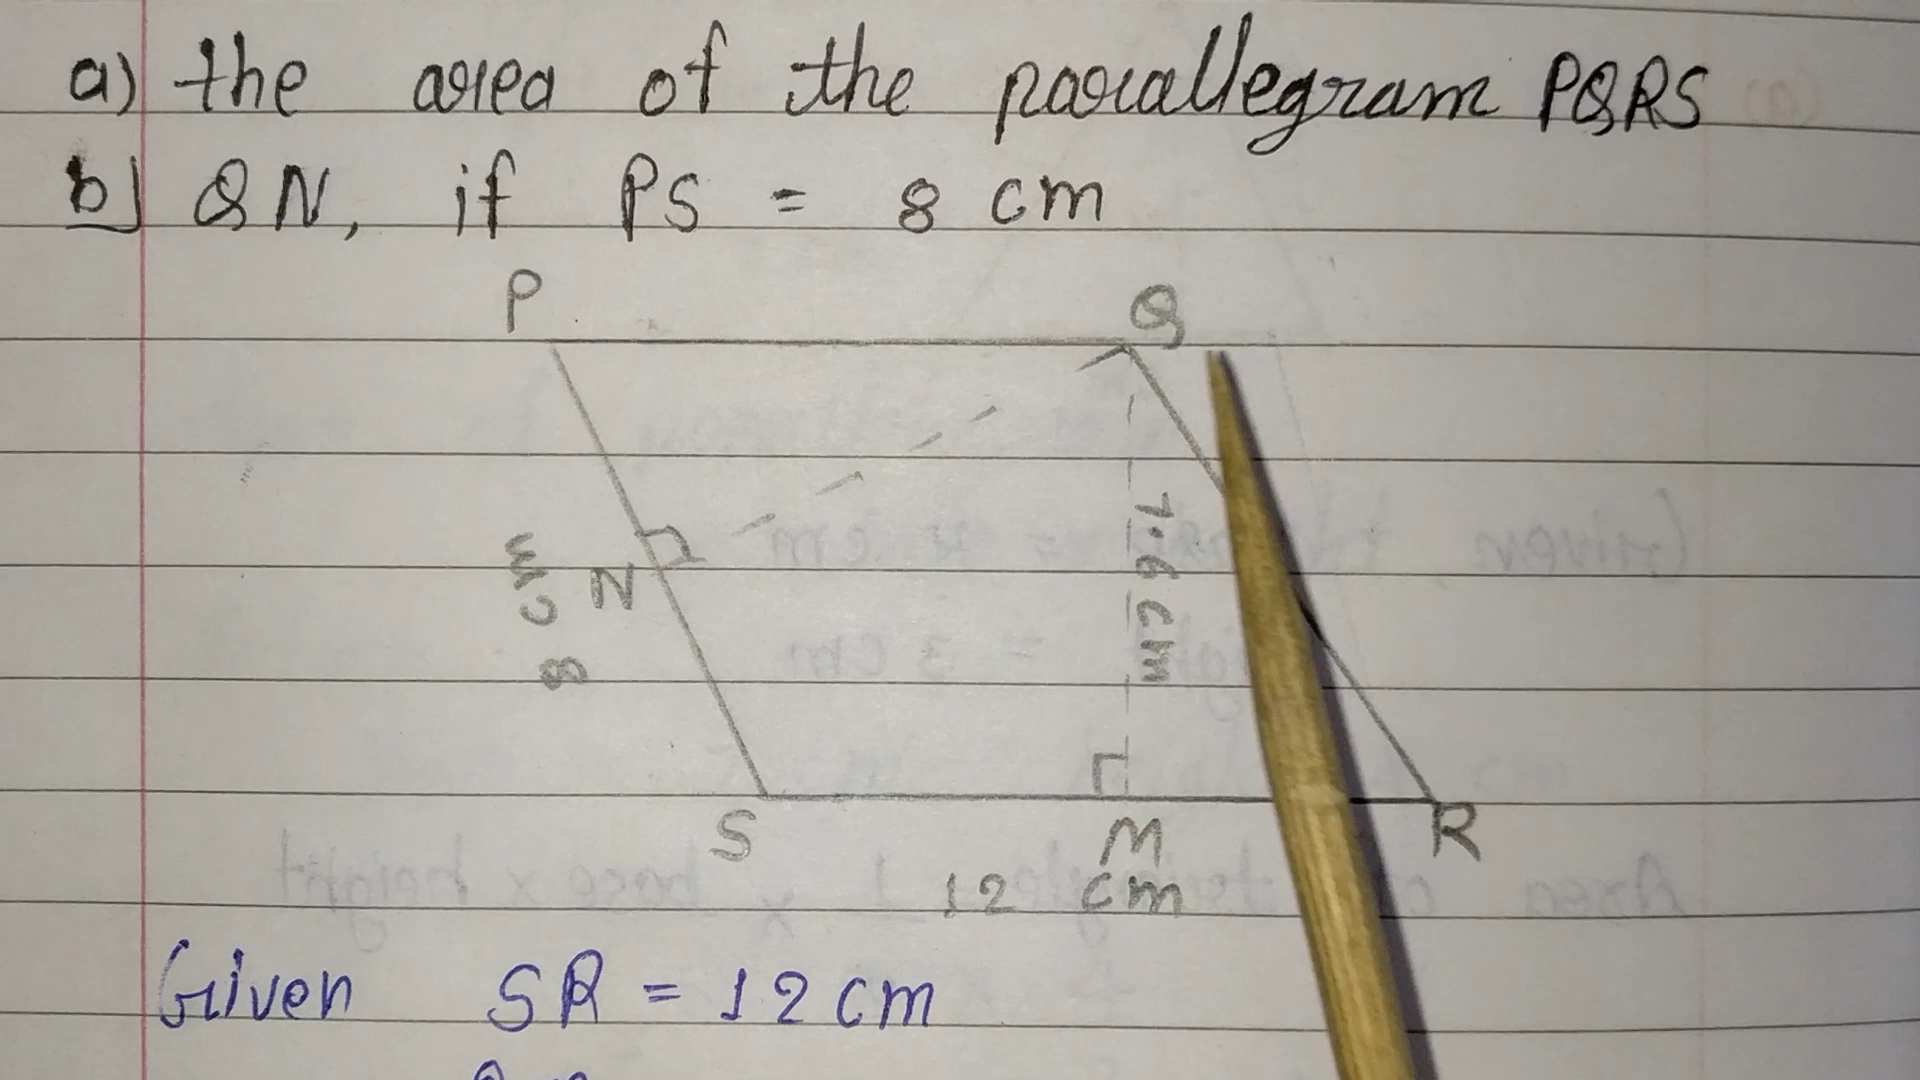 a) the area of the parallegram PQRS
b) QN, if PS = 8 cm
P
Q
7.6 cm
8 cm
N
S
M
R
12 cm
Given SR = 12 cm